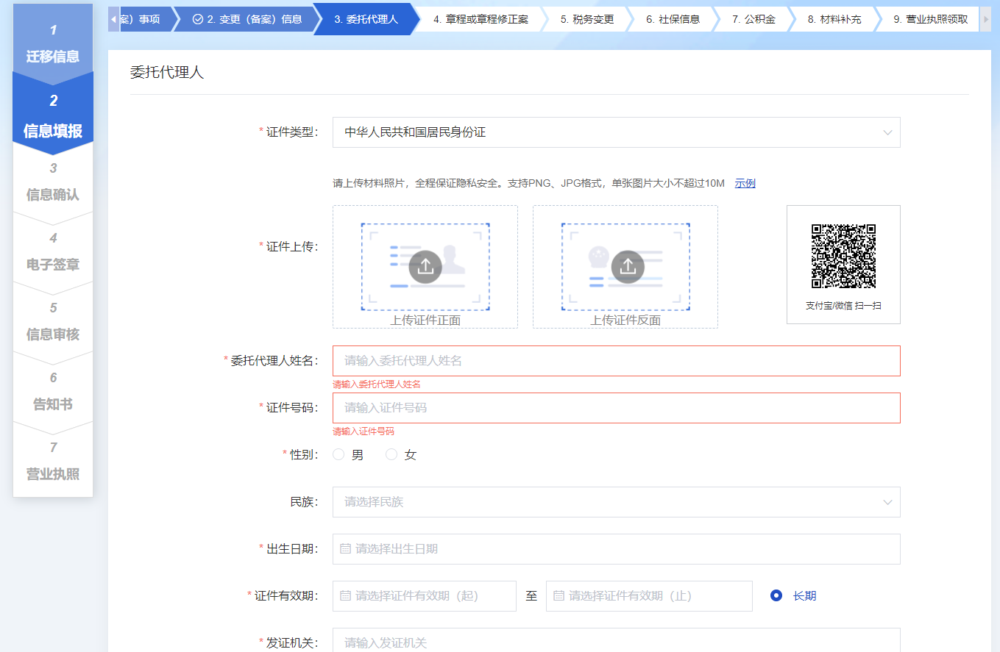 1
迁移信息
2
信息填报
3
信息确认
4
电子签章
5
信息审核
6
告知书
7
营业执照
案）事项
2. 变更（备案）信息
3. 委托代理人
4. 章程或章程修正案
5. 税务变更
6. 社保信息
7. 公积金
8. 材料补充
9. 营业执照领取
委托代理人
* 证件类型：
中华人民共和国居民身份证
请上传材料照片，全程保证隐私安全。支持PNG、JPG格式，单张图片大小不超过10M 示例
* 证件上传：
上传证件正面
上传证件反面
支付宝/微信 扫一扫
* 委托代理人姓名：
请输入委托代理人姓名
请输入委托代理人姓名
* 证件号码：
请输入证件号码
请输入证件号码
* 性别：
男
女
民族：
请选择民族
* 出生日期：
请选择出生日期
* 证件有效期：
请选择证件有效期（起）
至
请选择证件有效期（止）
长期
* 发证机关：
请输入发证机关